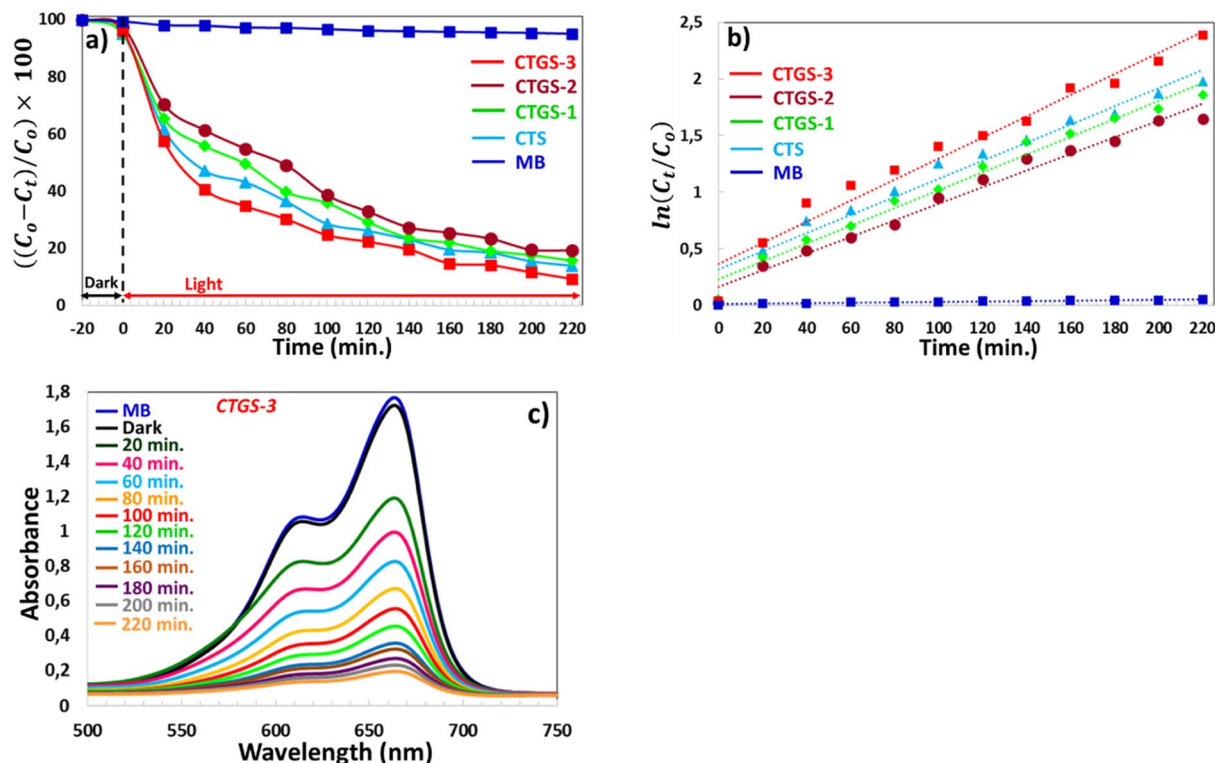 a)
((Cₒ−Cₜ)/Cₒ) × 100
100
80
60
40
20
0
CTGS-3
CTGS-2
CTGS-1
CTS
MB
Dark
Light
-20 0 20 40 60 80 100 120 140 160 180 200 220
Time (min.)
b)
ln(Cₜ/Cₒ)
2,5
2
1,5
1
0,5
0
CTGS-3
CTGS-2
CTGS-1
CTS
MB
0 20 40 60 80 100 120 140 160 180 200 220
Time (min.)
c)
CTGS-3
Absorbance
1,8
1,6
1,4
1,2
1
0,8
0,6
0,4
0,2
0
MB
Dark
20 min.
40 min.
60 min.
80 min.
100 min.
120 min.
140 min.
160 min.
180 min.
200 min.
220 min.
500 550 600 650 700 750
Wavelength (nm)